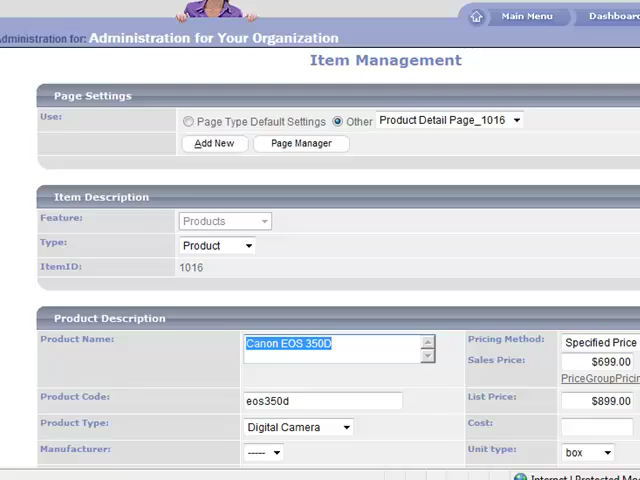 Main Menu
Administration for: Administration for Your Organization
Item Management
Page Settings
Use:
Page Type Default Settings
Other
Product Detail Page_1016
Add New
Page Manager
Item Description
Feature:
Products
Type:
Product
ItemID:
1016
Product Description
Product Name:
Canon EOS 350D
Pricing Method:
Specified Price
Sales Price:
$699.00
Product Code:
eos350d
List Price:
$899.00
Product Type:
Digital Camera
Cost:
Manufacturer:
-----
Unit type:
box